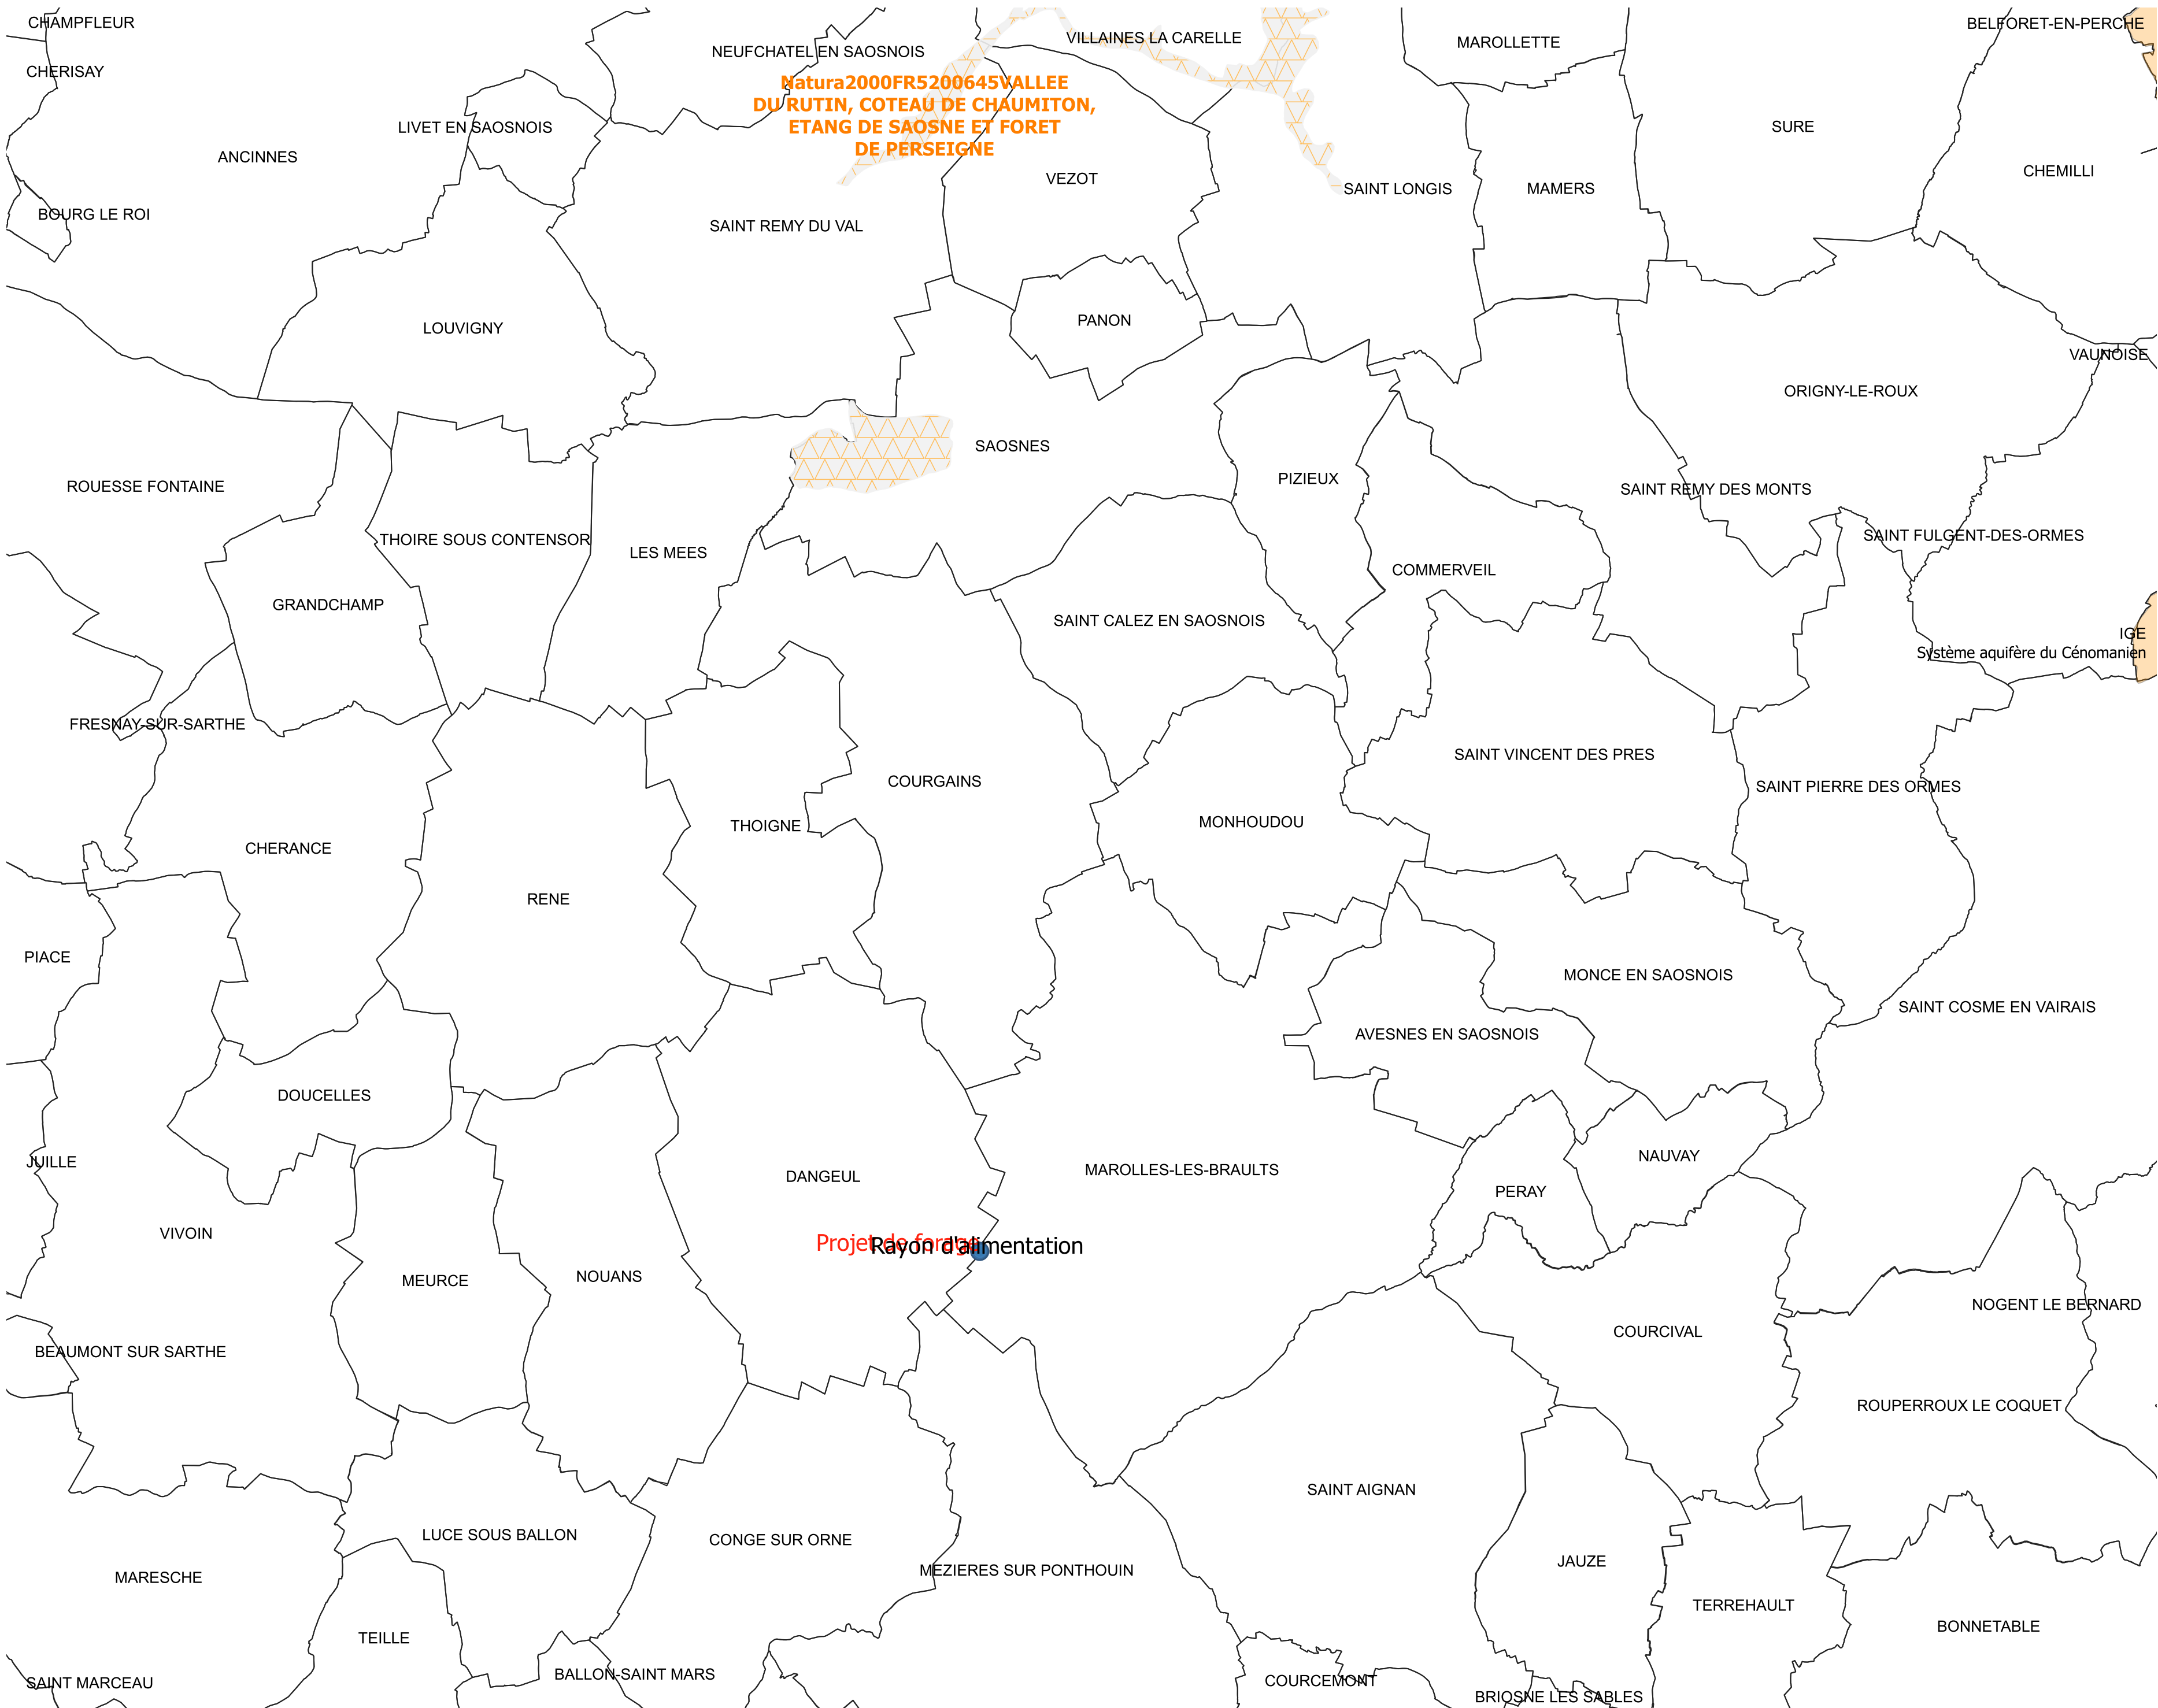 CHAMPFLEUR
BELFORET-EN-PERCHE
VILLAINES LA CARELLE
MAROLLETTE
NEUFCHATEL EN SAOSNOIS
CHERISAY
Natura2000FR5200645VALLEE
DU RUTIN, COTEAU DE CHAUMITON,
ETANG DE SAOSNE ET FORET
DE PERSEIGNE
LIVET EN SAOSNOIS
SURE
ANCINNES
CHEMILLI
VEZOT
SAINT LONGIS
MAMERS
BOURG LE ROI
SAINT REMY DU VAL
PANON
LOUVIGNY
VAUNOISE
ORIGNY-LE-ROUX
SAOSNES
PIZIEUX
ROUESSE FONTAINE
SAINT REMY DES MONTS
SAINT FULGENT-DES-ORMES
THOIRE SOUS CONTENSOR
LES MEES
COMMERVEIL
GRANDCHAMP
SAINT CALEZ EN SAOSNOIS
IGE
Système aquifère du Cénomanien
FRESNAY-SUR-SARTHE
SAINT VINCENT DES PRES
COURGAINS
SAINT PIERRE DES ORMES
MONHOUDOU
THOIGNE
CHERANCE
RENE
PIACE
MONCE EN SAOSNOIS
SAINT COSME EN VAIRAIS
AVESNES EN SAOSNOIS
DOUCELLES
NAUVAY
JUILLE
MAROLLES-LES-BRAULTS
DANGEUL
PERAY
VIVOIN
Projet de forage
Rayon d'alimentation
NOUANS
MEURCE
NOGENT LE BERNARD
COURCIVAL
BEAUMONT SUR SARTHE
ROUPERROUX LE COQUET
SAINT AIGNAN
LUCE SOUS BALLON
CONGE SUR ORNE
JAUZE
MEZIERES SUR PONTHOUIN
MARESCHE
TERREHAULT
BONNETABLE
TEILLE
BALLON-SAINT MARS
COURCEMONT
SAINT MARCEAU
BRIOSNE LES SABLES